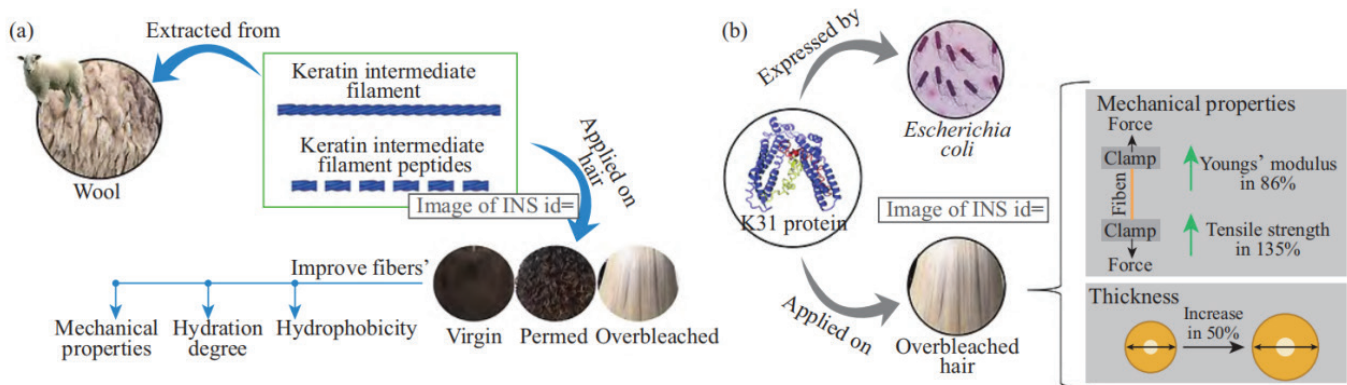 (a)
Extracted from
Wool
Keratin intermediate
filament
Keratin intermediate
filament peptides
Applied on
hair
Image of INS id=
Improve fibers'
Mechanical
properties
Hydration
degree
Hydrophobicity
Virgin
Permed
Overbleached
(b)
Expressed by
Escherichia
coli
K31 protein
Image of INS id=
Applied on
Overbleached
hair
Mechanical properties
Force
Clamp
Fiben
Clamp
Force
Youngs' modulus
in 86%
Tensile strength
in 135%
Thickness
Increase
in 50%